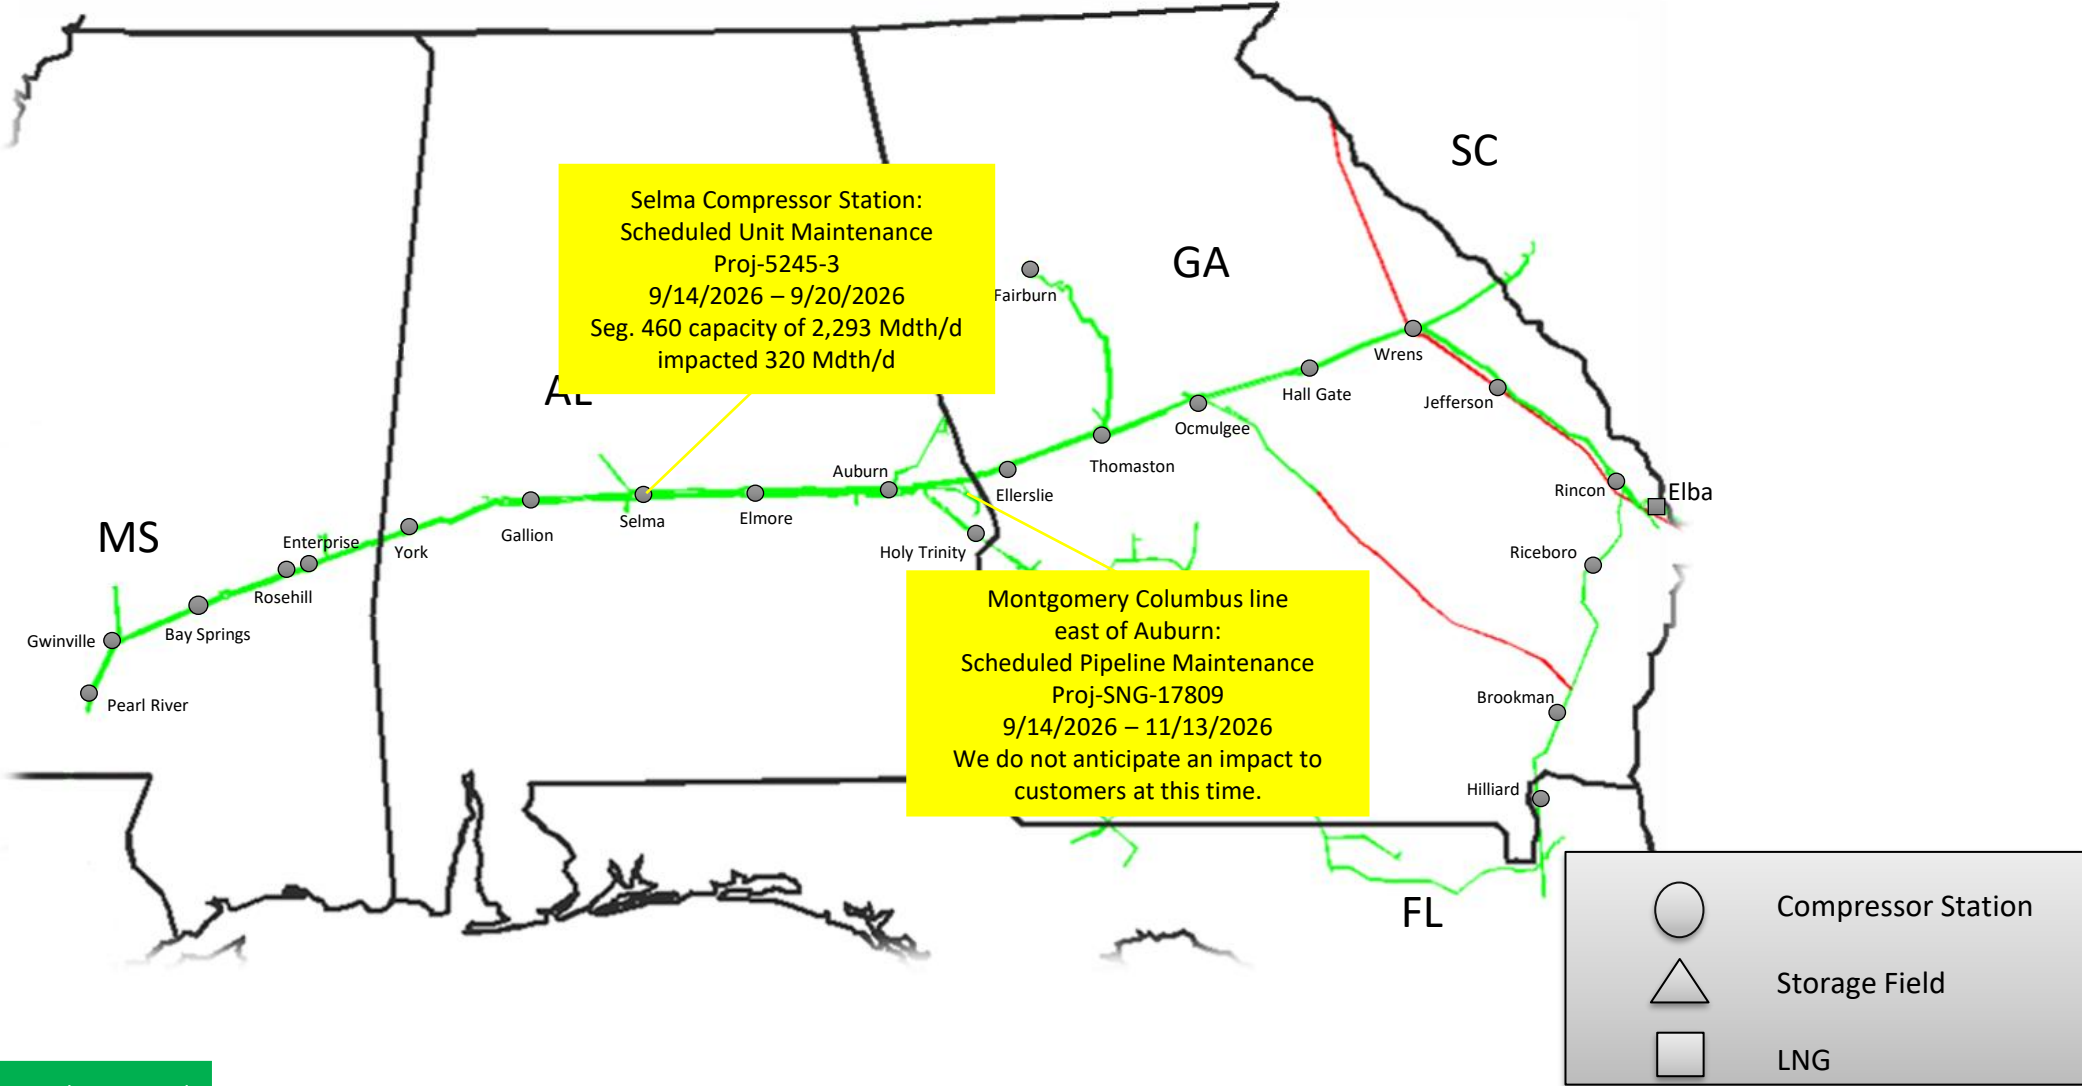 SC
Selma Compressor Station:
Scheduled Unit Maintenance
Proj-5245-3
9/14/2026 – 9/20/2026
Seg. 460 capacity of 2,293 Mdth/d
impacted 320 Mdth/d
GA
Fairburn
Wrens
Hall Gate
Jefferson
AL
Ocmulgee
Thomaston
Auburn
Ellerslie
Rincon
Elba
Selma
Elmore
Gallion
MS
Enterprise
York
Holy Trinity
Riceboro
Rosehill
Bay Springs
Gwinville
Pearl River
Montgomery Columbus line
east of Auburn:
Scheduled Pipeline Maintenance
Proj-SNG-17809
9/14/2026 – 11/13/2026
We do not anticipate an impact to
customers at this time.
Brookman
Hilliard
FL
Compressor Station
Storage Field
LNG